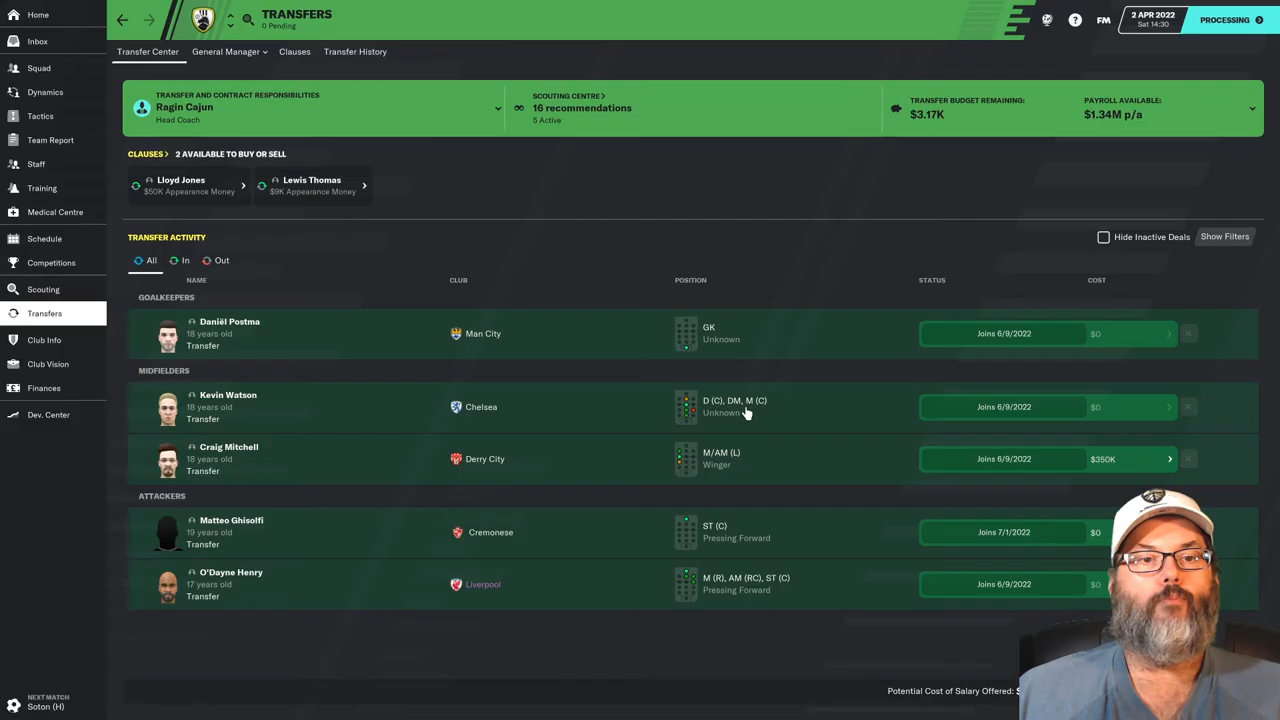 Home
Inbox
Squad
Dynamics
Tactics
Team Report
Staff
Training
Medical Centre
Schedule
Competitions
Scouting
Transfers
Club Info
Club Vision
Finances
Dev. Center
NEXT MATCH
Soton (H)
TRANSFERS
0 Pending
FM
2 APR 2022
Sat 14:30
PROCESSING
Transfer Center
General Manager
Clauses
Transfer History
TRANSFER AND CONTRACT RESPONSIBILITIES
Ragin Cajun
Head Coach
SCOUTING CENTRE >
16 recommendations
5 Active
TRANSFER BUDGET REMAINING:
$3.17K
PAYROLL AVAILABLE:
$1.34M p/a
CLAUSES > 2 AVAILABLE TO BUY OR SELL
Lloyd Jones
$50K Appearance Money
Lewis Thomas
$9K Appearance Money
TRANSFER ACTIVITY
Hide Inactive Deals
Show Filters
All In Out
NAME CLUB POSITION STATUS COST
GOALKEEPERS
Daniël Postma
18 years old
Transfer
Man City
GK
Unknown
Joins 6/9/2022
$0
MIDFIELDERS
Kevin Watson
18 years old
Transfer
Chelsea
D (C), DM, M (C)
Unknown
Joins 6/9/2022
$0
Craig Mitchell
18 years old
Transfer
Derry City
M/AM (L)
Winger
Joins 6/9/2022
$350K
ATTACKERS
Matteo Ghisolfi
19 years old
Transfer
Cremonese
ST (C)
Pressing Forward
Joins 7/1/2022
$0
O'Dayne Henry
17 years old
Transfer
Liverpool
M (R), AM (RC), ST (C)
Pressing Forward
Joins 6/9/2022
$0
Potential Cost of Salary Offered: